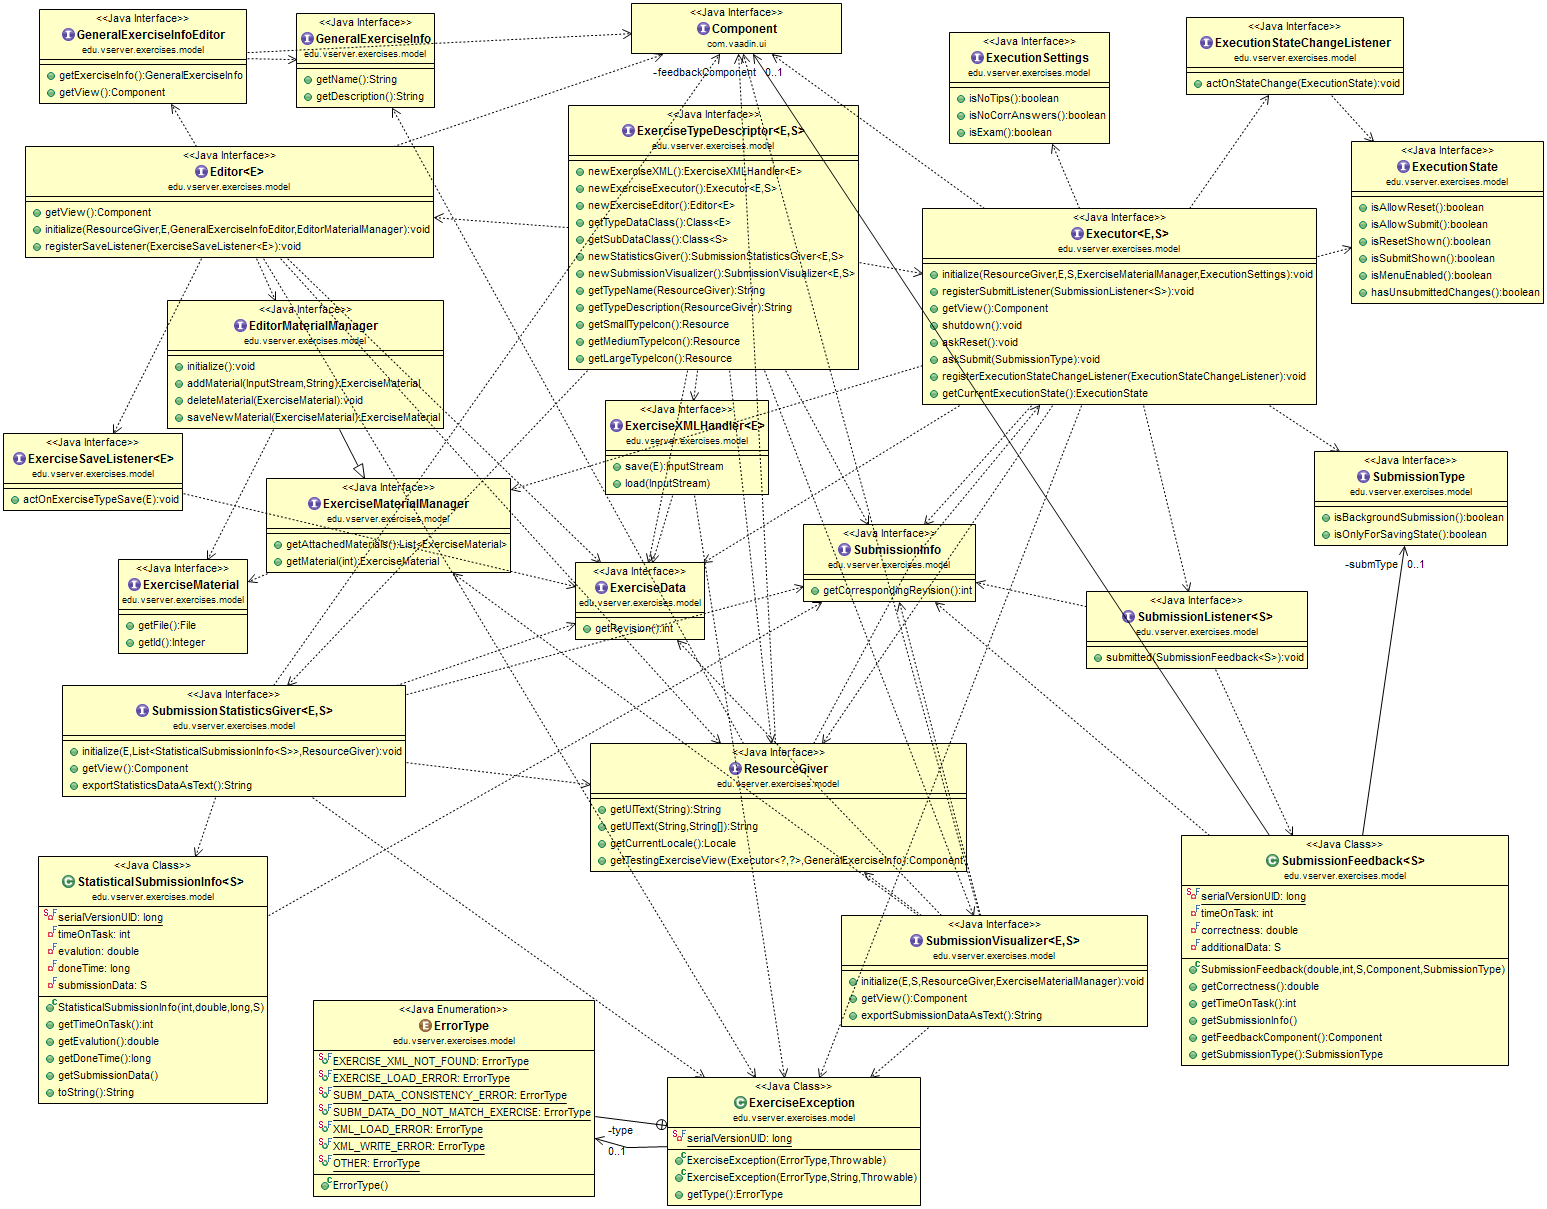 <<Java Interface>>
GeneralExerciseInfoEditor
edu.vserver.exercises.model
getExerciseInfo():GeneralExerciseInfo
getView():Component
<<Java Interface>>
GeneralExerciseInfo
edu.vserver.exercises.model
getName():String
getDescription():String
<<Java Interface>>
Component
com.vaadin.ui
-feedbackComponent 0..1
<<Java Interface>>
ExecutionSettings
edu.vserver.exercises.model
isNoTips():boolean
isNoCorrAnswers():boolean
isExam():boolean
<<Java Interface>>
ExecutionStateChangeListener
edu.vserver.exercises.model
actOnStateChange(ExecutionState):void
<<Java Interface>>
ExecutionState
edu.vserver.exercises.model
isAllowReset():boolean
isAllowSubmit():boolean
isResetShown():boolean
isSubmitShown():boolean
isMenuEnabled():boolean
hasUnsubmittedChanges():boolean
<<Java Interface>>
Editor<E>
edu.vserver.exercises.model
getView():Component
initialize(ResourceGiver,E,GeneralExerciseInfoEditor,EditorMaterialManager):void
registerSaveListener(ExerciseSaveListener<E>):void
<<Java Interface>>
ExerciseTypeDescriptor<E,S>
edu.vserver.exercises.model
newExerciseXML():ExerciseXMLHandler<E>
newExerciseExecutor():Executor<E,S>
newExerciseEditor():Editor<E>
getTypeDataClass():Class<E>
getSubDataClass():Class<S>
newStatisticsGiver():SubmissionStatisticsGiver<E,S>
newSubmissionVisualizer():SubmissionVisualizer<E,S>
getTypeName(ResourceGiver):String
getTypeDescription(ResourceGiver):String
getSmallTypeIcon():Resource
getMediumTypeIcon():Resource
getLargeTypeIcon():Resource
<<Java Interface>>
Executor<E,S>
edu.vserver.exercises.model
initialize(ResourceGiver,E,S,ExerciseMaterialManager,ExecutionSettings):void
registerSubmitListener(SubmissionListener<S>):void
getView():Component
shutdown():void
askReset():void
askSubmit(SubmissionType):void
registerExecutionStateChangeListener(ExecutionStateChangeListener):void
getCurrentExecutionState():ExecutionState
<<Java Interface>>
EditorMaterialManager
edu.vserver.exercises.model
initialize():void
addMaterial(InputStream,String):ExerciseMaterial
deleteMaterial(ExerciseMaterial):void
saveNewMaterial(ExerciseMaterial):ExerciseMaterial
<<Java Interface>>
ExerciseSaveListener<E>
edu.vserver.exercises.model
actOnExerciseTypeSave(E):void
<<Java Interface>>
ExerciseXMLHandler<E>
edu.vserver.exercises.model
save(E):InputStream
load(InputStream)
<<Java Interface>>
ExerciseMaterialManager
edu.vserver.exercises.model
getAttachedMaterials():List<ExerciseMaterial>
getMaterial(int):ExerciseMaterial
<<Java Interface>>
SubmissionType
edu.vserver.exercises.model
isBackgroundSubmission():boolean
isOnlyForSavingState():boolean
-submType 0..1
<<Java Interface>>
SubmissionInfo
edu.vserver.exercises.model
getCorrespondingRevision():int
<<Java Interface>>
ExerciseMaterial
edu.vserver.exercises.model
getFile():File
getId():Integer
<<Java Interface>>
ExerciseData
edu.vserver.exercises.model
getRevision():int
<<Java Interface>>
SubmissionListener<S>
edu.vserver.exercises.model
submitted(SubmissionFeedback<S>):void
<<Java Interface>>
SubmissionStatisticsGiver<E,S>
edu.vserver.exercises.model
initialize(E,List<StatisticalSubmissionInfo<S>>,ResourceGiver):void
getView():Component
exportStatisticsDataAsText():String
<<Java Interface>>
ResourceGiver
edu.vserver.exercises.model
getUIText(String):String
getUIText(String,String[]):String
getCurrentLocale():Locale
getTestingExerciseView(Executor<?,?>,GeneralExerciseInfo):Component
<<Java Class>>
StatisticalSubmissionInfo<S>
edu.vserver.exercises.model
serialVersionUID: long
timeOnTask: int
evalution: double
doneTime: long
submissionData: S
StatisticalSubmissionInfo(int,double,long,S)
getTimeOnTask():int
getEvalution():double
getDoneTime():long
getSubmissionData()
toString():String
<<Java Class>>
SubmissionFeedback<S>
edu.vserver.exercises.model
serialVersionUID: long
timeOnTask: int
correctness: double
additionalData: S
SubmissionFeedback(double,int,S,Component,SubmissionType)
getCorrectness():double
getTimeOnTask():int
getSubmissionInfo()
getFeedbackComponent():Component
getSubmissionType():SubmissionType
<<Java Interface>>
SubmissionVisualizer<E,S>
edu.vserver.exercises.model
initialize(E,S,ResourceGiver,ExerciseMaterialManager):void
getView():Component
exportSubmissionDataAsText():String
<<Java Enumeration>>
ErrorType
edu.vserver.exercises.model
EXERCISE_XML_NOT_FOUND: ErrorType
EXERCISE_LOAD_ERROR: ErrorType
SUBM_DATA_CONSISTENCY_ERROR: ErrorType
SUBM_DATA_DO_NOT_MATCH_EXERCISE: ErrorType
XML_LOAD_ERROR: ErrorType
XML_WRITE_ERROR: ErrorType
OTHER: ErrorType
ErrorType()
-type
0..1
<<Java Class>>
ExerciseException
edu.vserver.exercises.model
serialVersionUID: long
ExerciseException(ErrorType,Throwable)
ExerciseException(ErrorType,String,Throwable)
getType():ErrorType